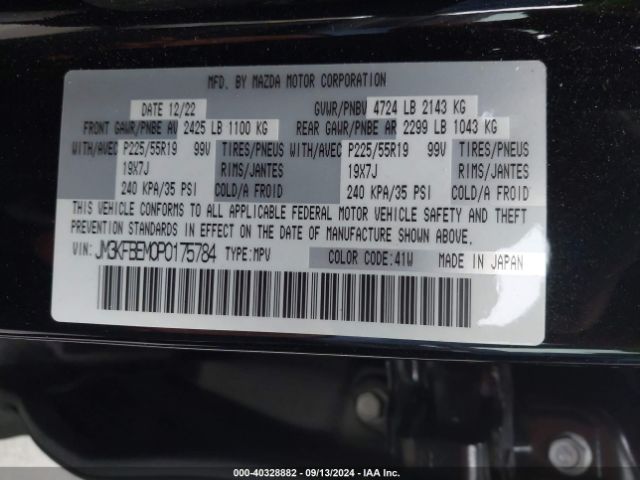 MFD. BY MAZDA MOTOR CORPORATION
DATE 12/22 GVWR/PNBV 4724 LB 2143 KG
FRONT GAWR/PNBE AV 2425 LB 1100 KG REAR GAWR/PNBE AR 2299 LB 1043 KG
WITH/AVEC P225/55R19 99V TIRES/PNEUS WITH/AVEC P225/55R19 99V TIRES/PNEUS
19X7J RIMS/JANTES 19X7J RIMS/JANTES
240 KPA/35 PSI COLD/A FROID 240 KPA/35 PSI COLD/A FROID
THIS VEHICLE CONFORMS TO ALL APPLICABLE FEDERAL MOTOR VEHICLE SAFETY AND THEFT
PREVENTION STANDARDS IN EFFECT ON THE DATE OF MANUFACTURE SHOWN ABOVE.
VIN: JM3KFBEM0P0175784 TYPE:MPV COLOR CODE:41W MADE IN JAPAN
© - 40328882 - 09/13/2024 - IAA Inc.